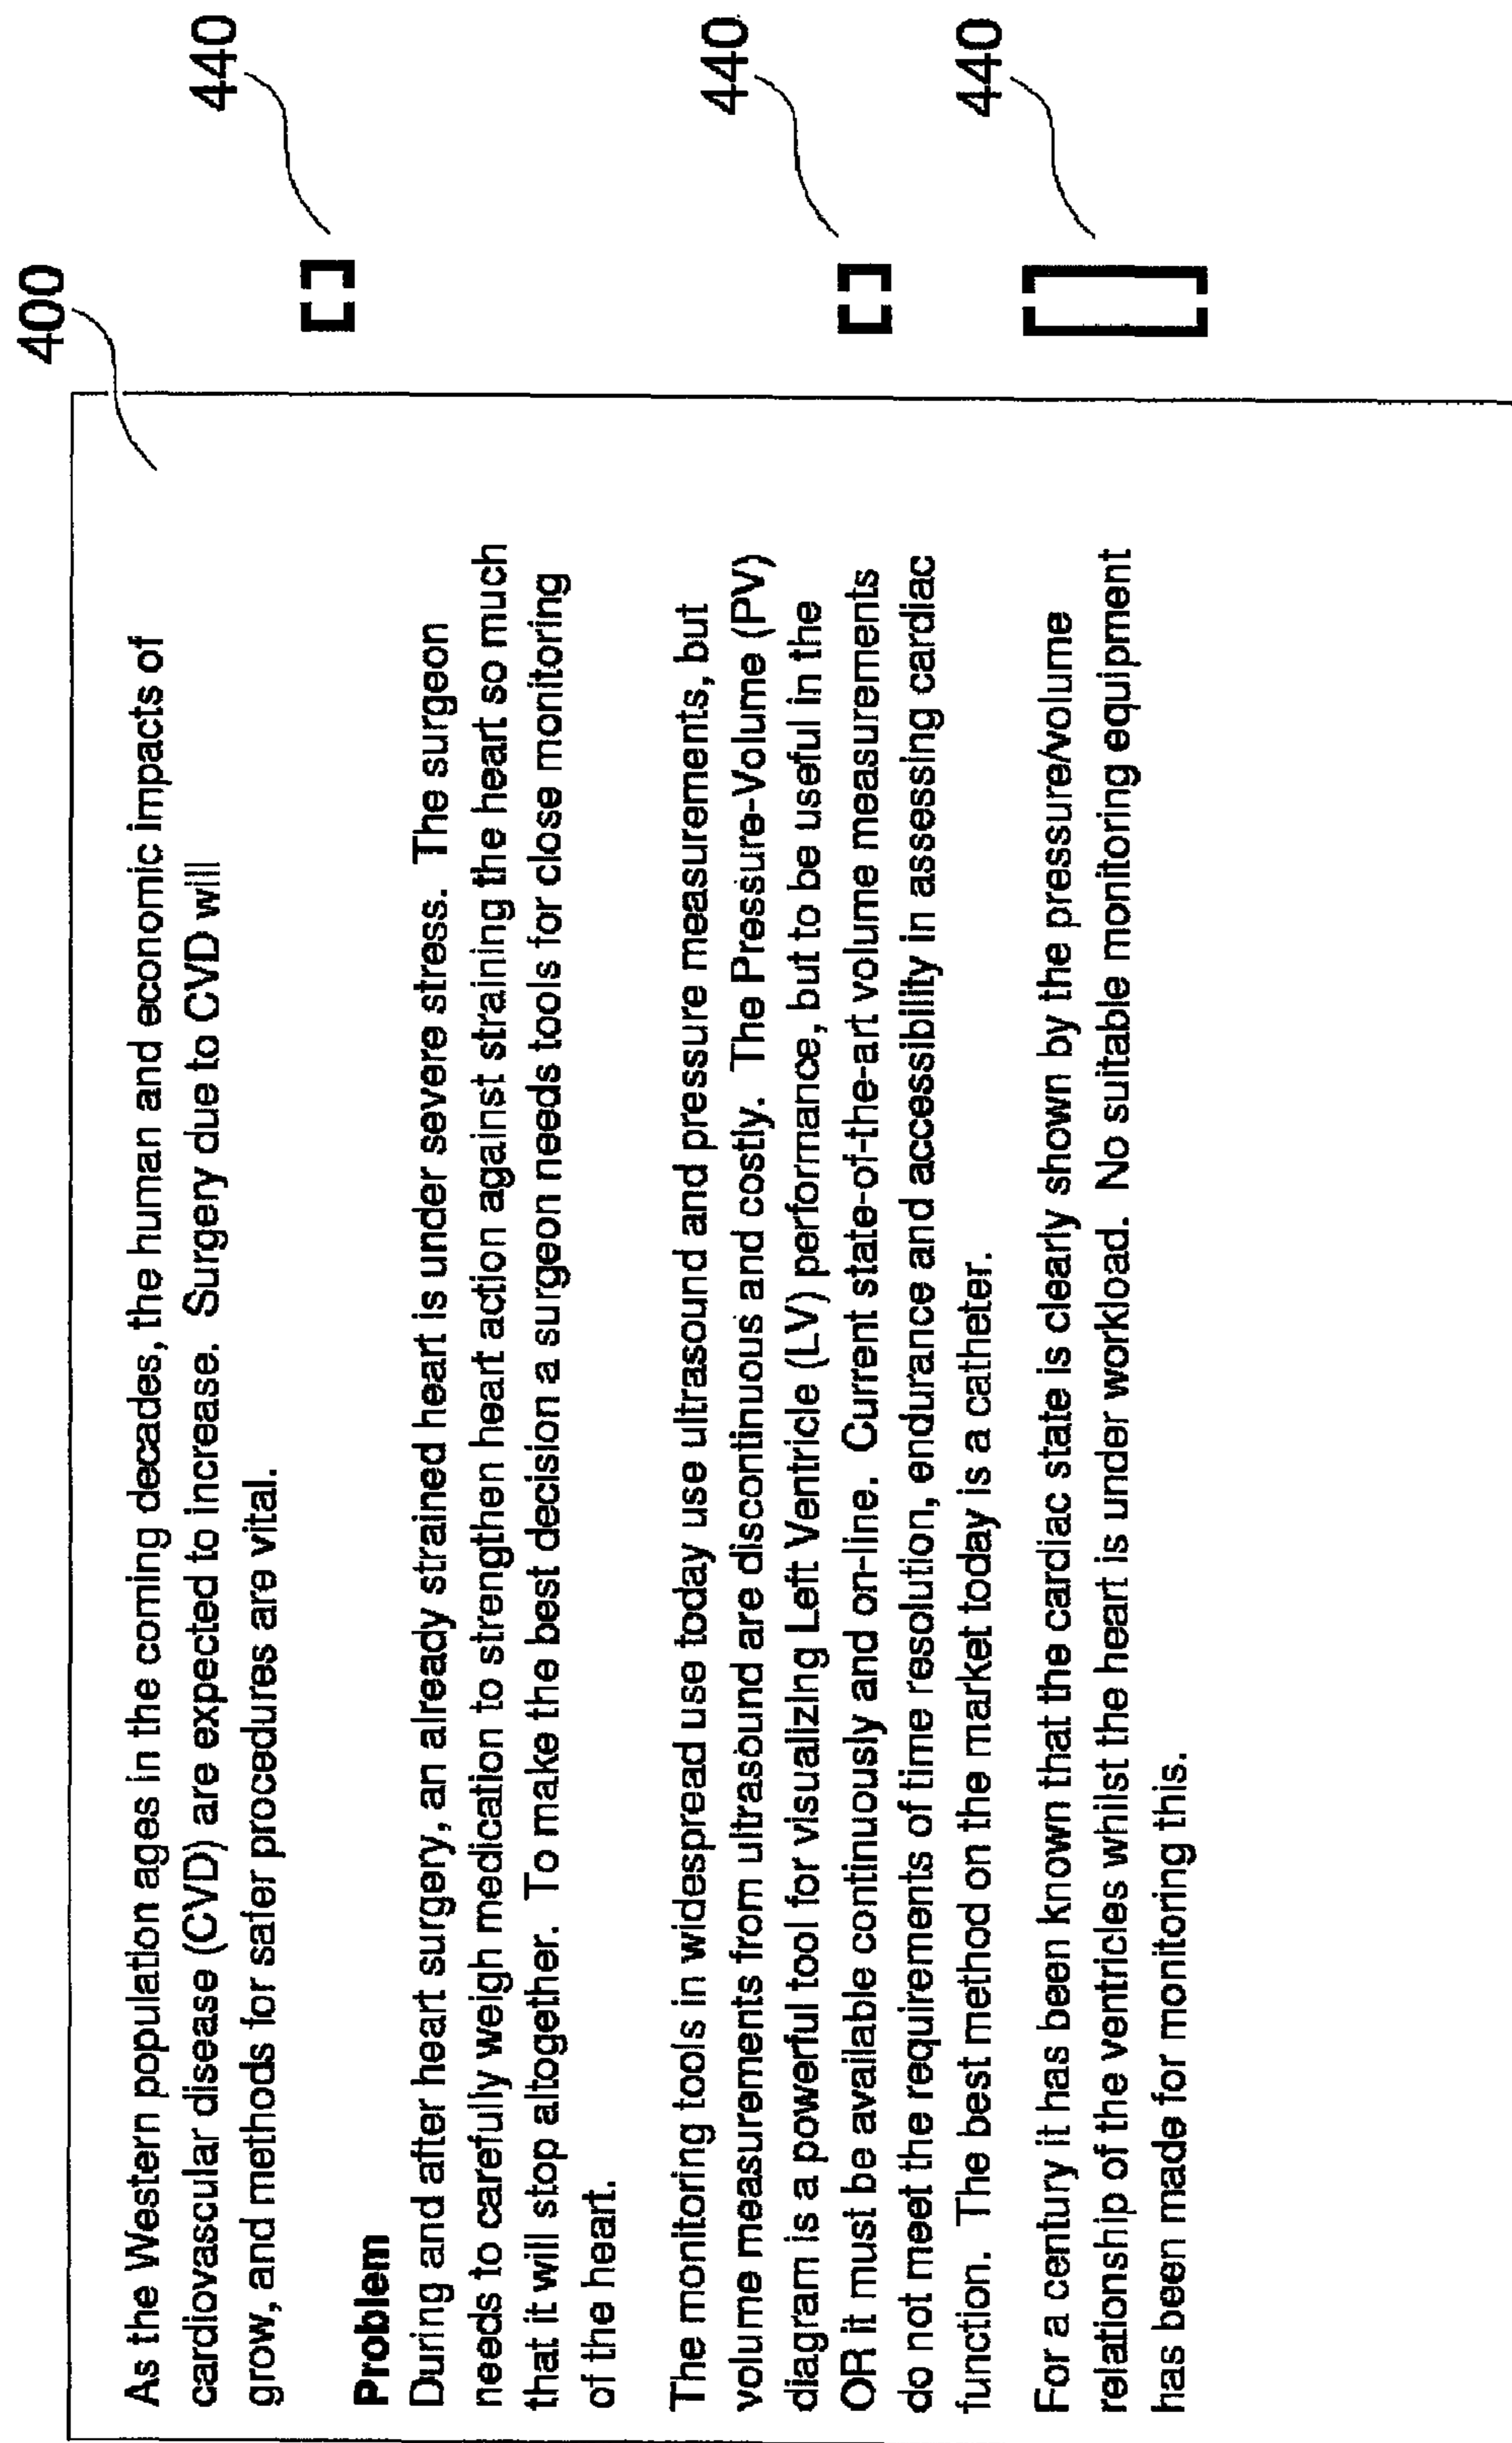 400
As the Western population ages in the coming decades, the human and economic impacts of
cardiovascular disease (CVD) are expected to increase. Surgery due to CVD will
grow, and methods for safer procedures are vital.
440
Problem
During and after heart surgery, an already strained heart is under severe stress. The surgeon
needs to carefully weigh medication to strengthen heart action against straining the heart so much
that it will stop altogether. To make the best decision a surgeon needs tools for close monitoring
of the heart.
The monitoring tools in widespread use today use ultrasound and pressure measurements, but
volume measurements from ultrasound are discontinuous and costly. The Pressure-Volume (PV)
diagram is a powerful tool for visualizing Left Ventricle (LV) performance, but to be useful in the
OR it must be available continuously and on-line. Current state-of-the-art volume measurements
do not meet the requirements of time resolution, endurance and accessibility in assessing cardiac
function. The best method on the market today is a catheter.
440
For a century it has been known that the cardiac state is clearly shown by the pressure/volume
relationship of the ventricles whilst the heart is under workload. No suitable monitoring equipment
has been made for monitoring this.
440